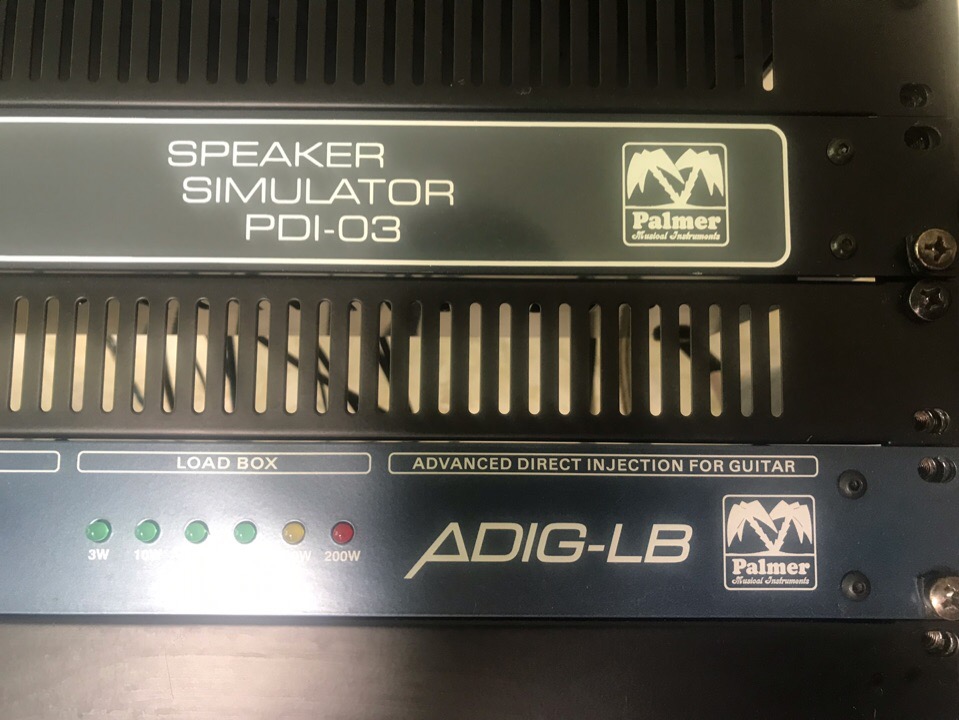 SPEAKER
SIMULATOR
PDI-03
Palmer
Musical Instruments
LOAD BOX
ADVANCED DIRECT INJECTION FOR GUITAR
3W
200W
ADIG-LB
Palmer
Musical Instruments